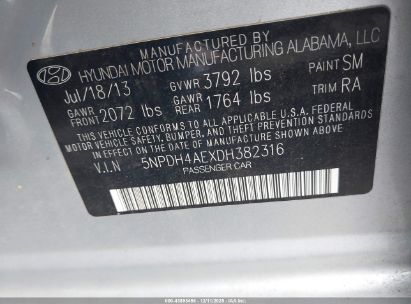 MANUFACTURED BY
HYUNDAI MOTOR MANUFACTURING ALABAMA, LLC
Jul/18/13 GVWR 3792 lbs PAINT SM
GAWR FRONT 2072 lbs GAWR REAR 1764 lbs TRIM RA
THIS VEHICLE CONFORMS TO ALL APPLICABLE U.S. FEDERAL
MOTOR VEHICLE SAFETY, BUMPER, AND THEFT PREVENTION
STANDARDS IN EFFECT ON THE DATE OF MANUFACTURE SHOWN ABOVE.
V.I.N 5NPDH4AEXDH382316
PASSENGER CAR